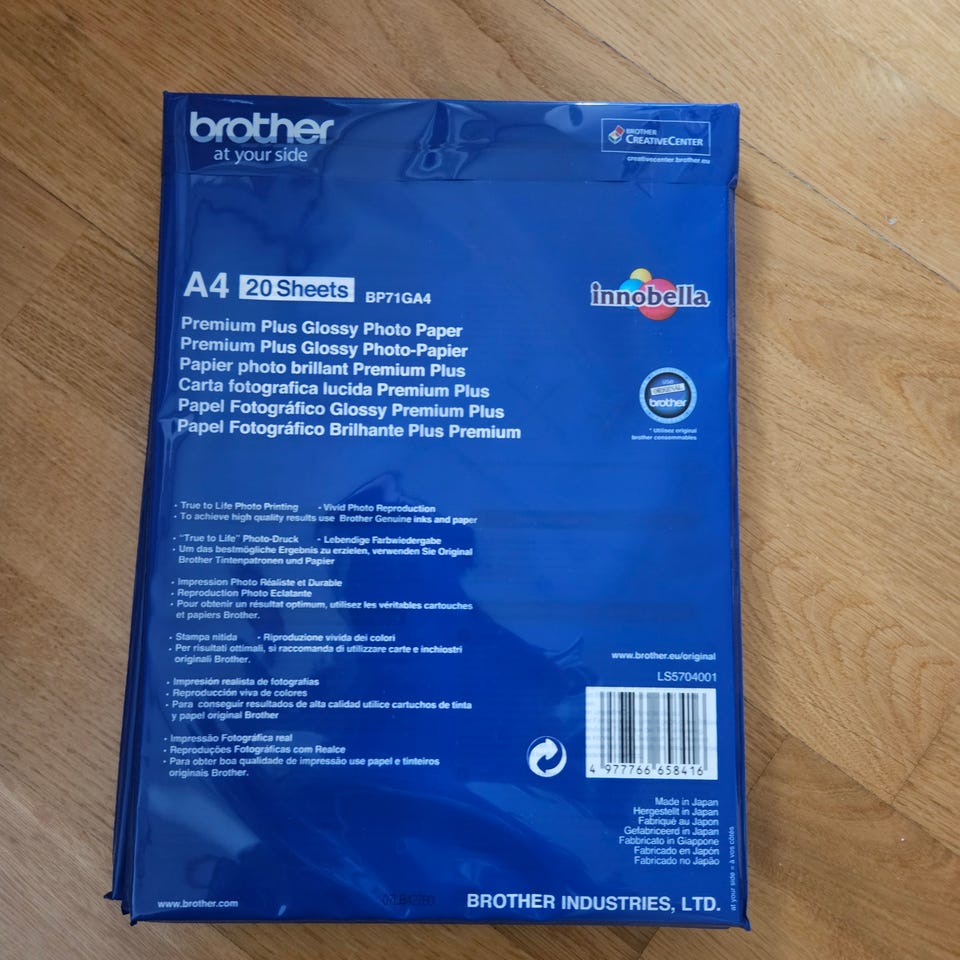 brother
at your side
BROTHER
CREATIVECENTER
creativecenter.brother.eu
A4 20 Sheets BP71GA4
innobella
Premium Plus Glossy Photo Paper
Premium Plus Glossy Photo-Papier
Papier photo brillant Premium Plus
Carta fotografica lucida Premium Plus
Papel Fotográfico Glossy Premium Plus
Papel Fotográfico Brilhante Plus Premium
use
ORIGINAL
brother
* Utilisez original
brother consommables
• True to Life Photo Printing • Vivid Photo Reproduction
• To achieve high quality results use Brother Genuine inks and paper
• "True to Life" Photo-Druck • Lebendige Farbwiedergabe
• Um das bestmögliche Ergebnis zu erzielen, verwenden Sie Original
Brother Tintenpatronen und Papier
• Impression Photo Réaliste et Durable
• Reproduction Photo Eclatante
• Pour obtenir un résultat optimum, utilisez les véritables cartouches
et papiers Brother.
• Stampa nitida • Riproduzione vivida dei colori
• Per risultati ottimali, si raccomanda di utilizzare carte e inchiostri
originali Brother.
• Impresión realista de fotografías
• Reproducción viva de colores
• Para conseguir resultados de alta calidad utilice cartuchos de tinta
y papel original Brother
• Impressão Fotográfica real
• Reproduções Fotográficas com Realce
• Para obter boa qualidade de impressão use papel e tinteiros
originais Brother.
www.brother.eu/original
LS5704001
4 977766 658416
Made in Japan
Hergestellt in Japan
Fabriqué au Japon
Gefabriceerd in Japan
Fabbricato in Giappone
Fabricado en Japón
Fabricado no Japão
at your side = à vos côtés
www.brother.com
BROTHER INDUSTRIES, LTD.